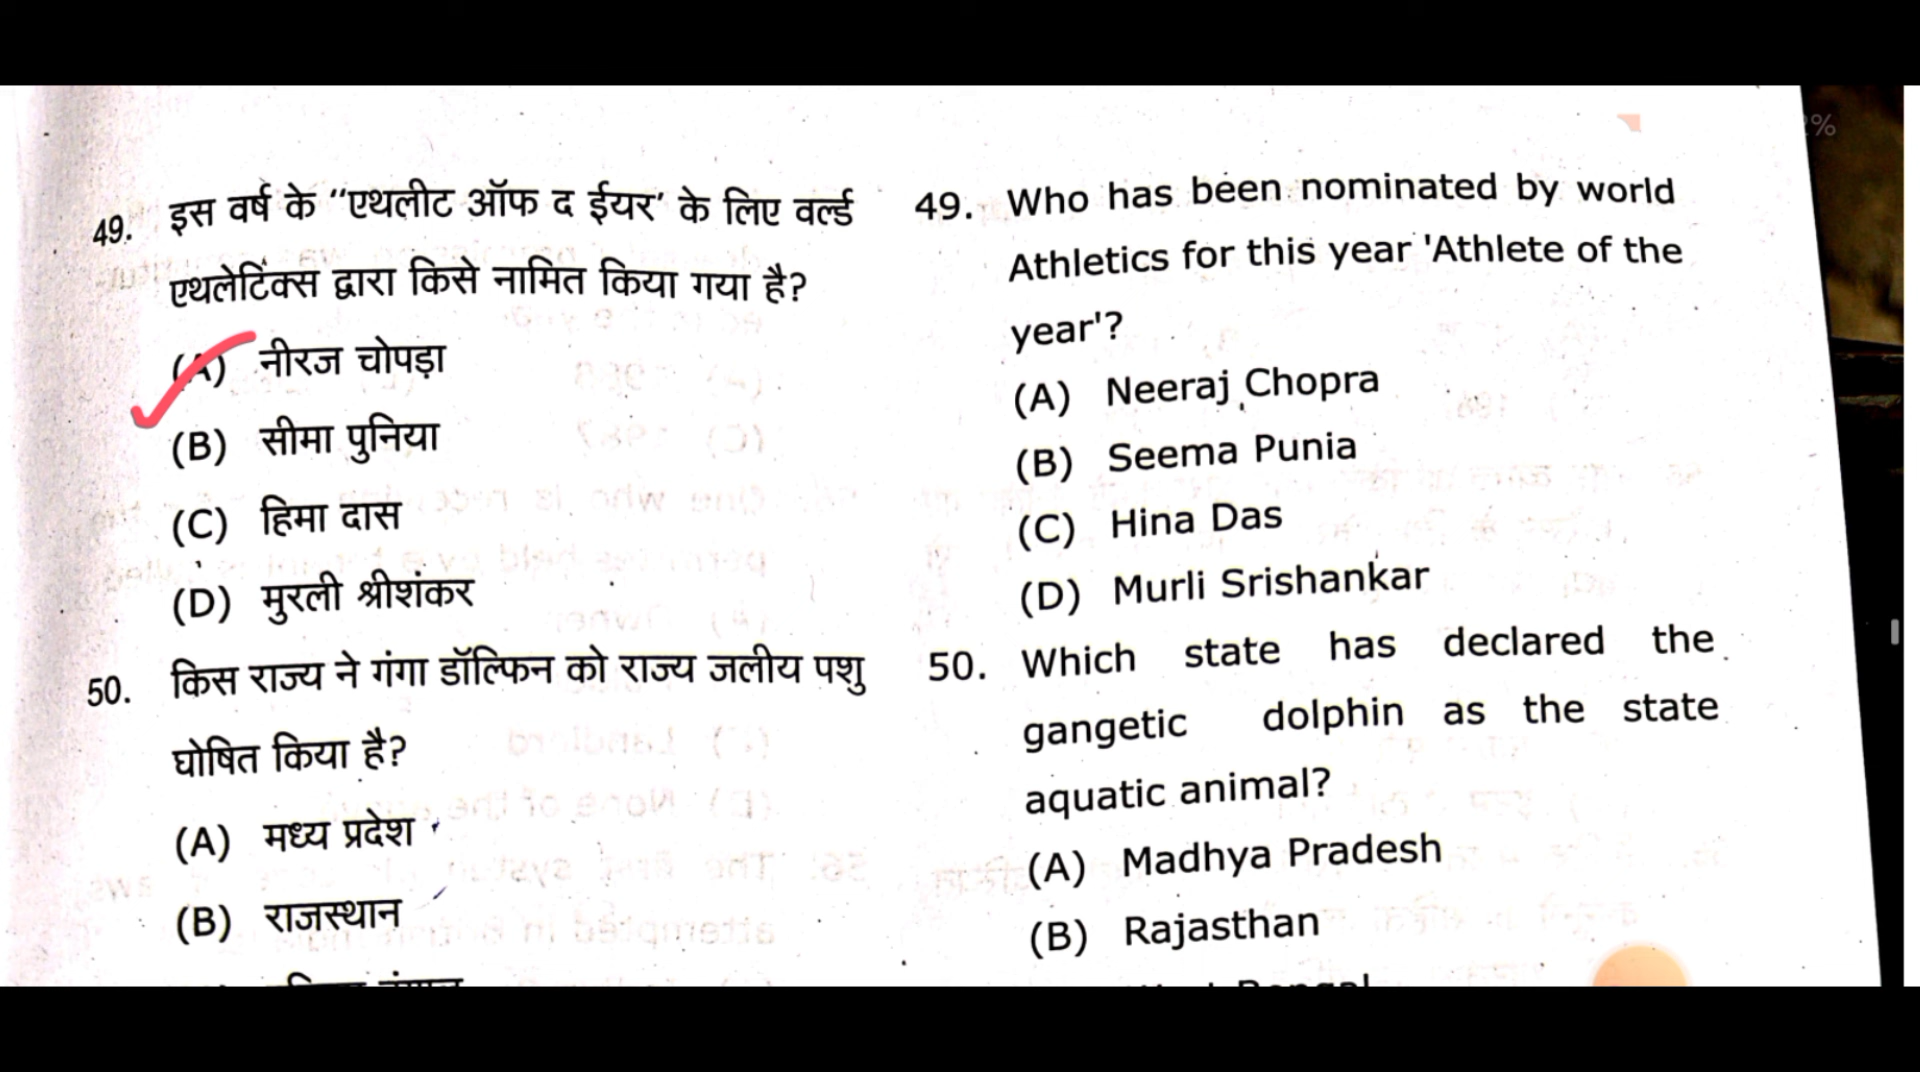 49. इस वर्ष के “एथलीट ऑफ द ईयर’ के लिए वर्ल्ड
एथलेटिक्स द्वारा किसे नामित किया गया है?
(A) नीरज चोपड़ा
(B) सीमा पुनिया
(C) हिमा दास
(D) मुरली श्रीशंकर
50. किस राज्य ने गंगा डॉल्फिन को राज्य जलीय पशु
घोषित किया है?
(A) मध्य प्रदेश
(B) राजस्थान
49. Who has been nominated by world
Athletics for this year 'Athlete of the
year'?
(A) Neeraj Chopra
(B) Seema Punia
(C) Hina Das
(D) Murli Srishankar
50. Which state has declared the
gangetic dolphin as the state
aquatic animal?
(A) Madhya Pradesh
(B) Rajasthan